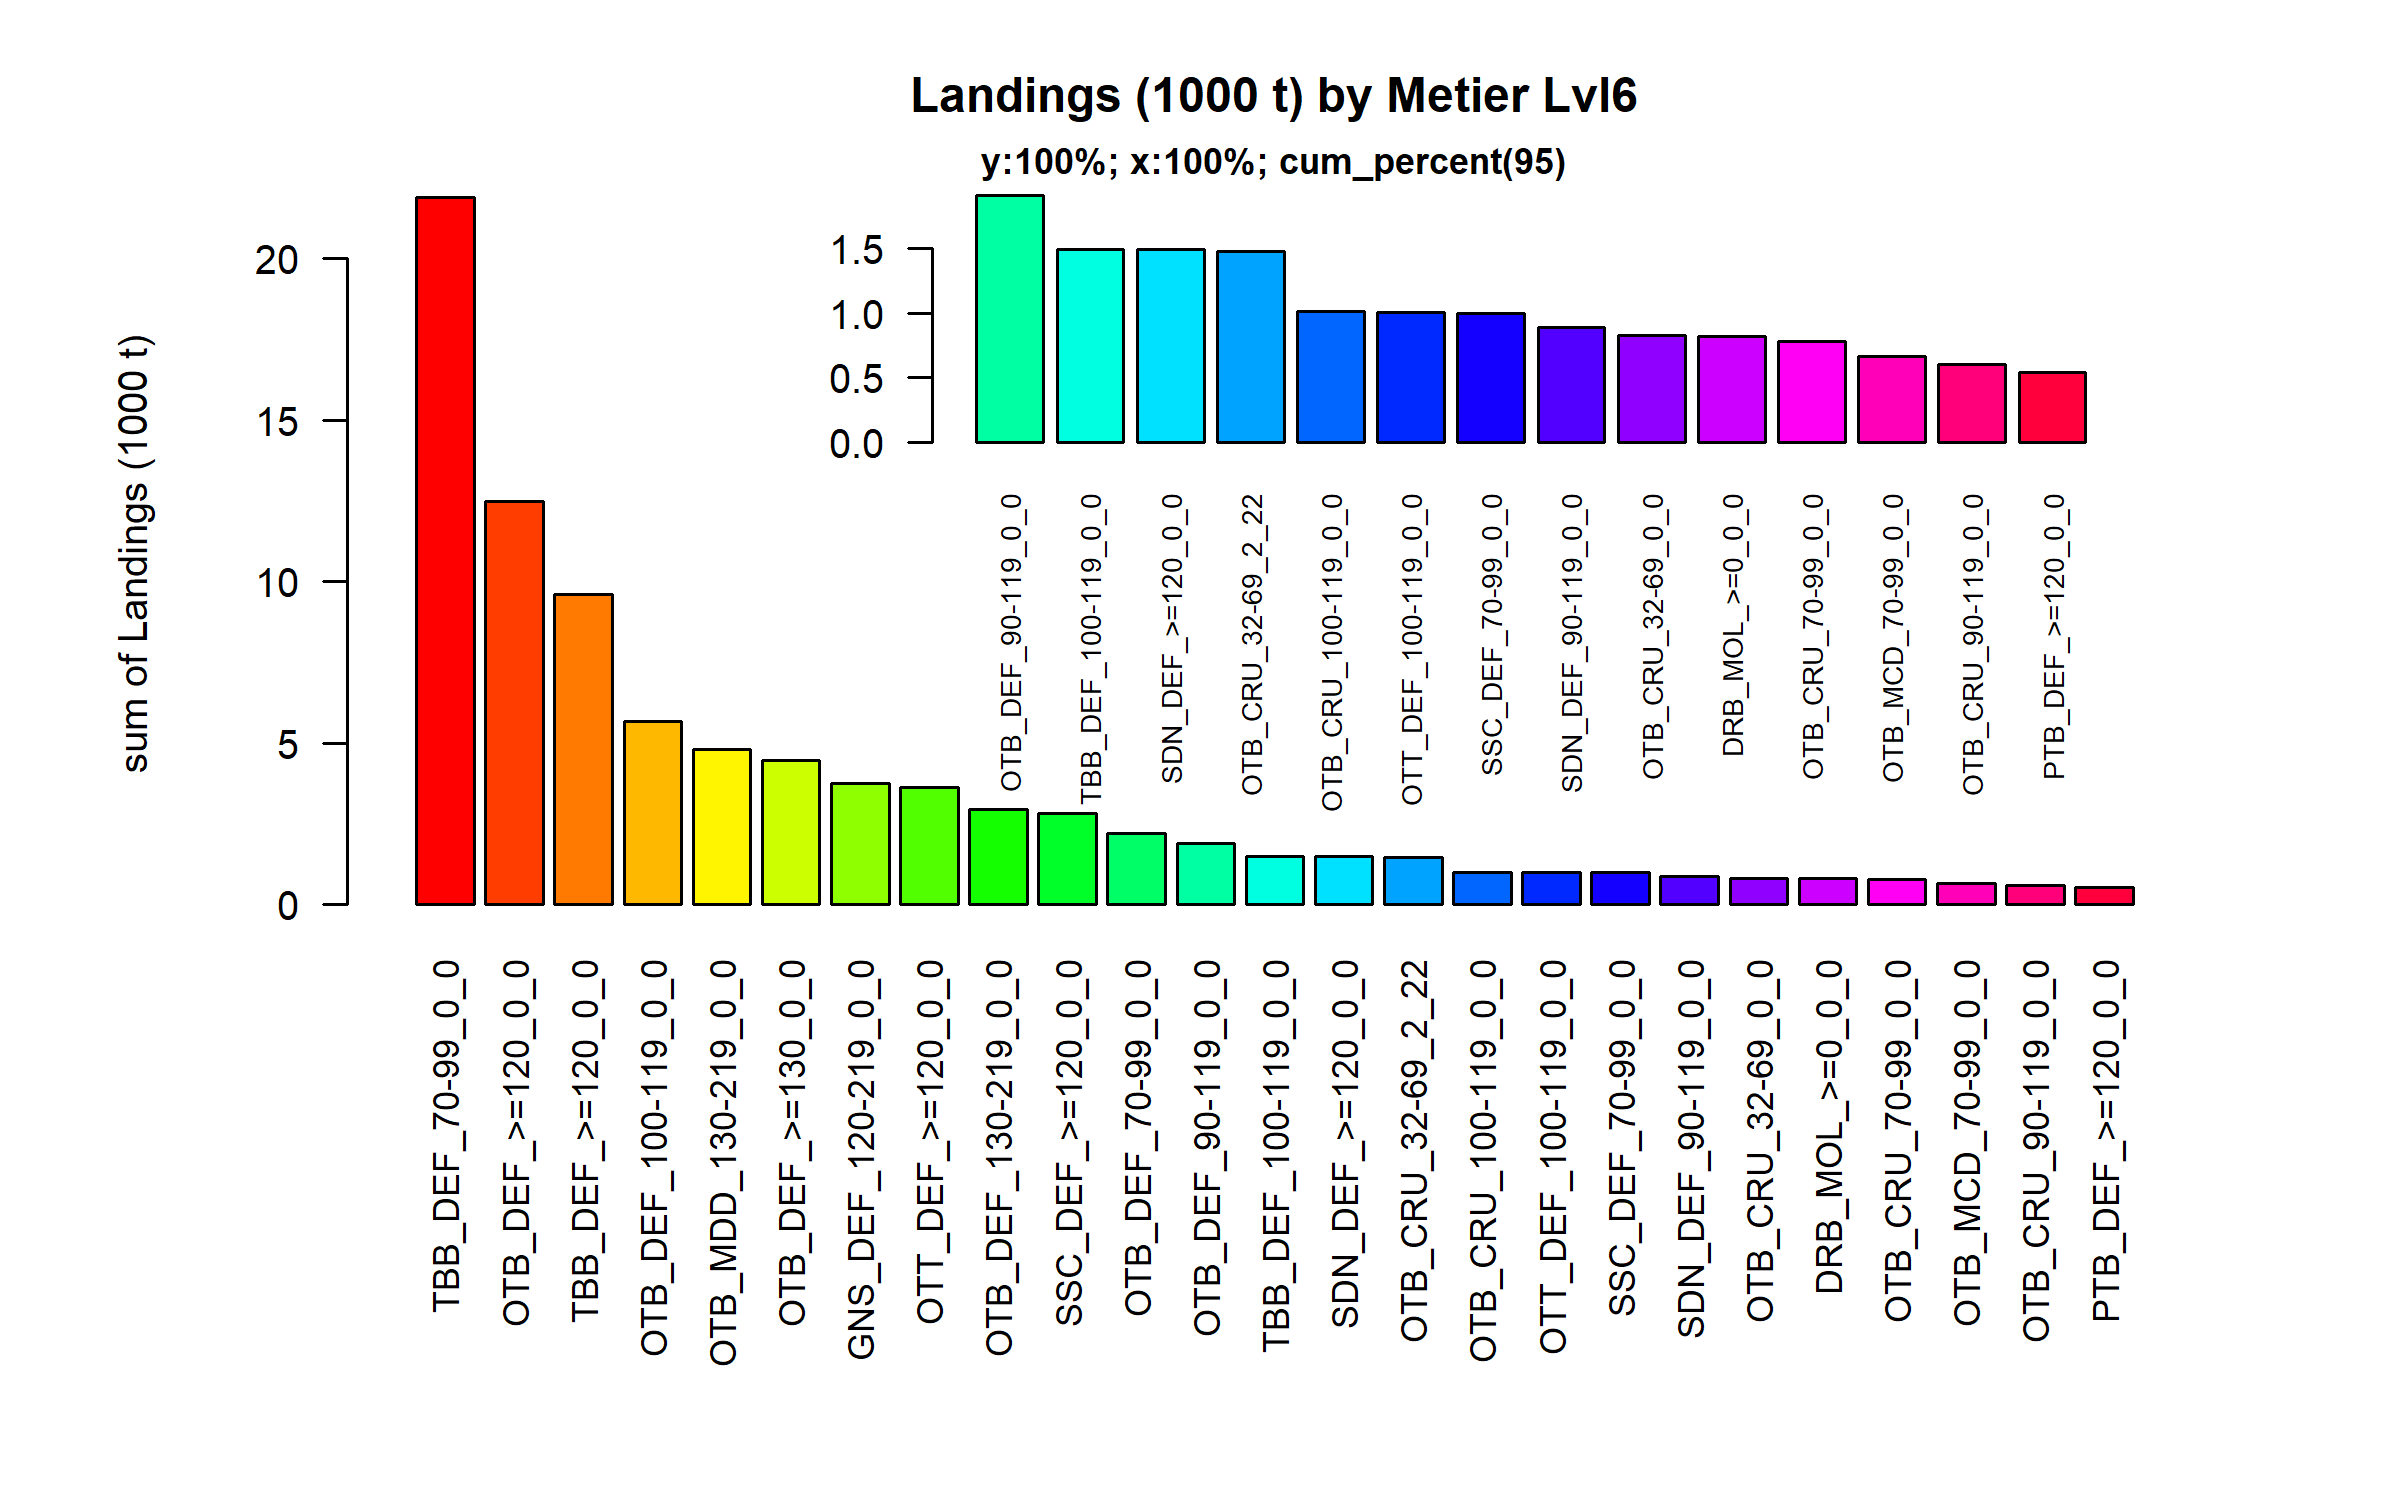 Landings (1000 t) by Metier Lvl6
y:100%; x:100%; cum_percent(95)
sum of Landings (1000 t)
20
15
10
5
0
1.5
1.0
0.5
0.0
OTB_DEF_90-119_0_0
TBB_DEF_100-119_0_0
SDN_DEF_>=120_0_0
OTB_CRU_32-69_2_22
OTB_CRU_100-119_0_0
OTT_DEF_100-119_0_0
SSC_DEF_70-99_0_0
SDN_DEF_90-119_0_0
OTB_CRU_32-69_0_0
DRB_MOL_>=0_0_0
OTB_CRU_70-99_0_0
OTB_MCD_70-99_0_0
OTB_CRU_90-119_0_0
PTB_DEF_>=120_0_0
TBB_DEF_70-99_0_0
OTB_DEF_>=120_0_0
TBB_DEF_>=120_0_0
OTB_DEF_100-119_0_0
OTB_MDD_130-219_0_0
OTB_DEF_>=130_0_0
GNS_DEF_120-219_0_0
OTT_DEF_>=120_0_0
OTB_DEF_130-219_0_0
SSC_DEF_>=120_0_0
OTB_DEF_70-99_0_0
OTB_DEF_90-119_0_0
TBB_DEF_100-119_0_0
SDN_DEF_>=120_0_0
OTB_CRU_32-69_2_22
OTB_CRU_100-119_0_0
OTT_DEF_100-119_0_0
SSC_DEF_70-99_0_0
SDN_DEF_90-119_0_0
OTB_CRU_32-69_0_0
DRB_MOL_>=0_0_0
OTB_CRU_70-99_0_0
OTB_MCD_70-99_0_0
OTB_CRU_90-119_0_0
PTB_DEF_>=120_0_0